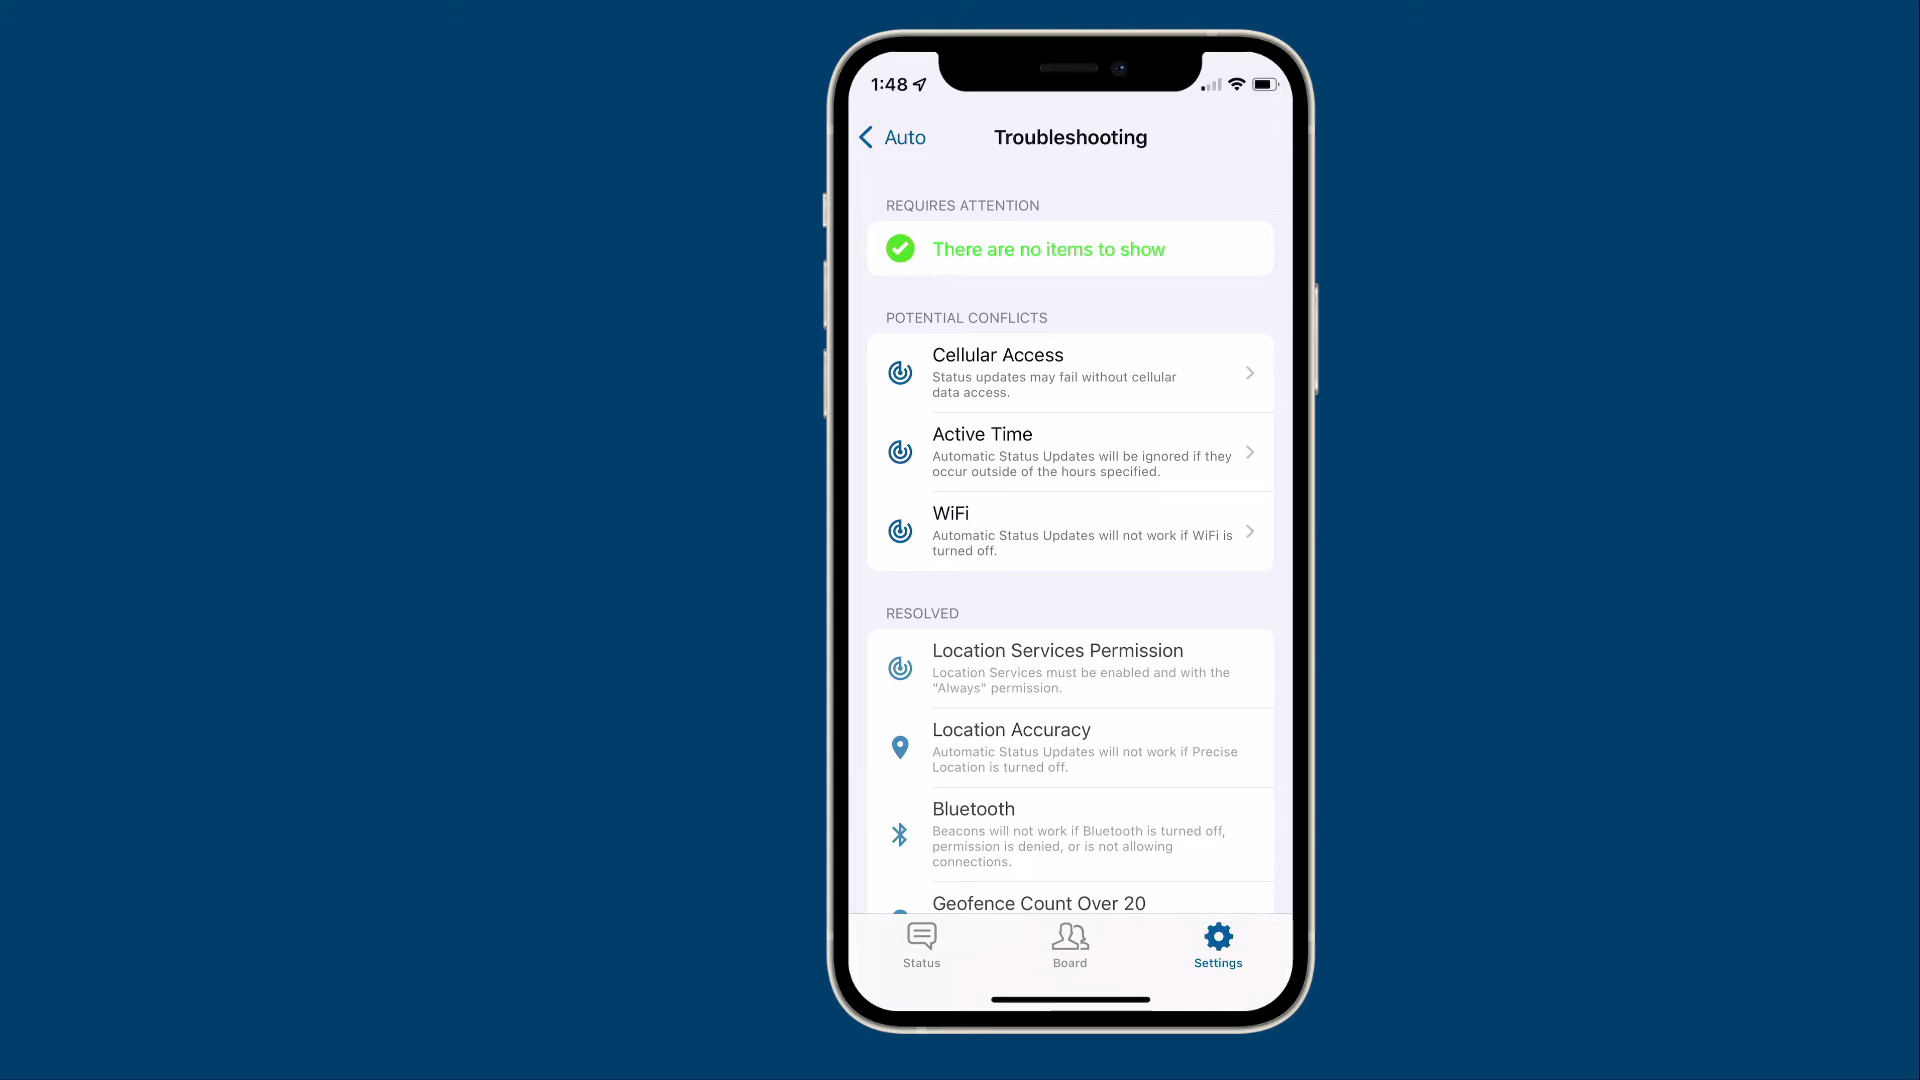 1:48
Auto
Troubleshooting
REQUIRES ATTENTION
There are no items to show
POTENTIAL CONFLICTS
Cellular Access
Status updates may fail without cellular
data access.
Active Time
Automatic Status Updates will be ignored if they
occur outside of the hours specified.
WiFi
Automatic Status Updates will not work if WiFi is
turned off.
RESOLVED
Location Services Permission
Location Services must be enabled and with the
"Always" permission.
Location Accuracy
Automatic Status Updates will not work if Precise
Location is turned off.
Bluetooth
Beacons will not work if Bluetooth is turned off,
permission is denied, or is not allowing
connections.
Geofence Count Over 20
Status
Board
Settings